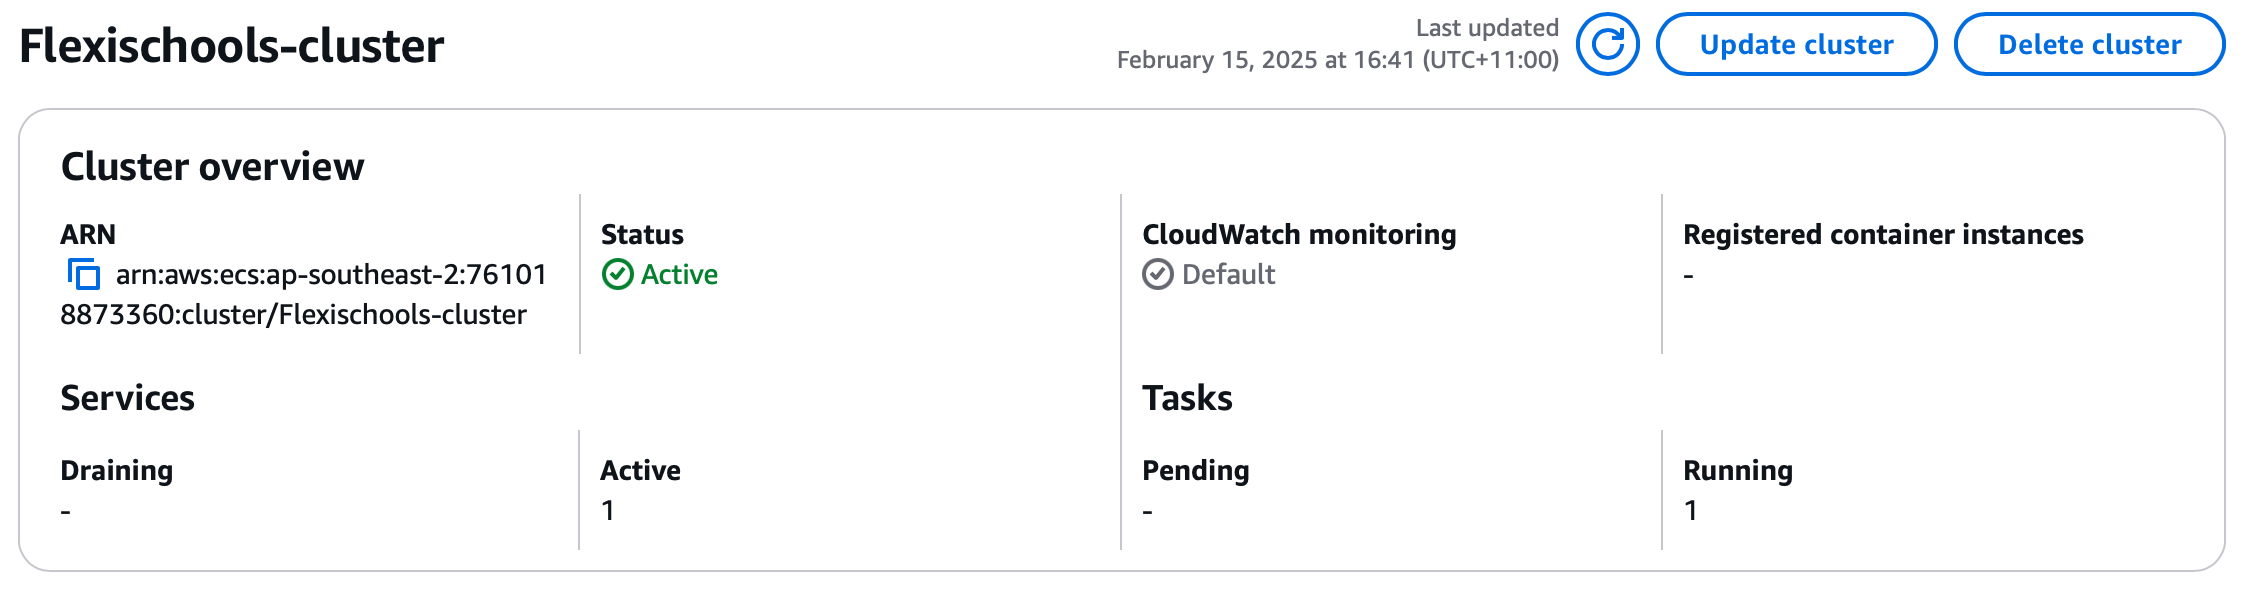 Flexischools-cluster
Last updated
February 15, 2025 at 16:41 (UTC+11:00)
Update cluster
Delete cluster
Cluster overview
ARN
arn:aws:ecs:ap-southeast-2:76101
8873360:cluster/Flexischools-cluster
Status
Active
CloudWatch monitoring
Default
Registered container instances
-
Services
Draining
-
Active
1
Tasks
Pending
-
Running
1